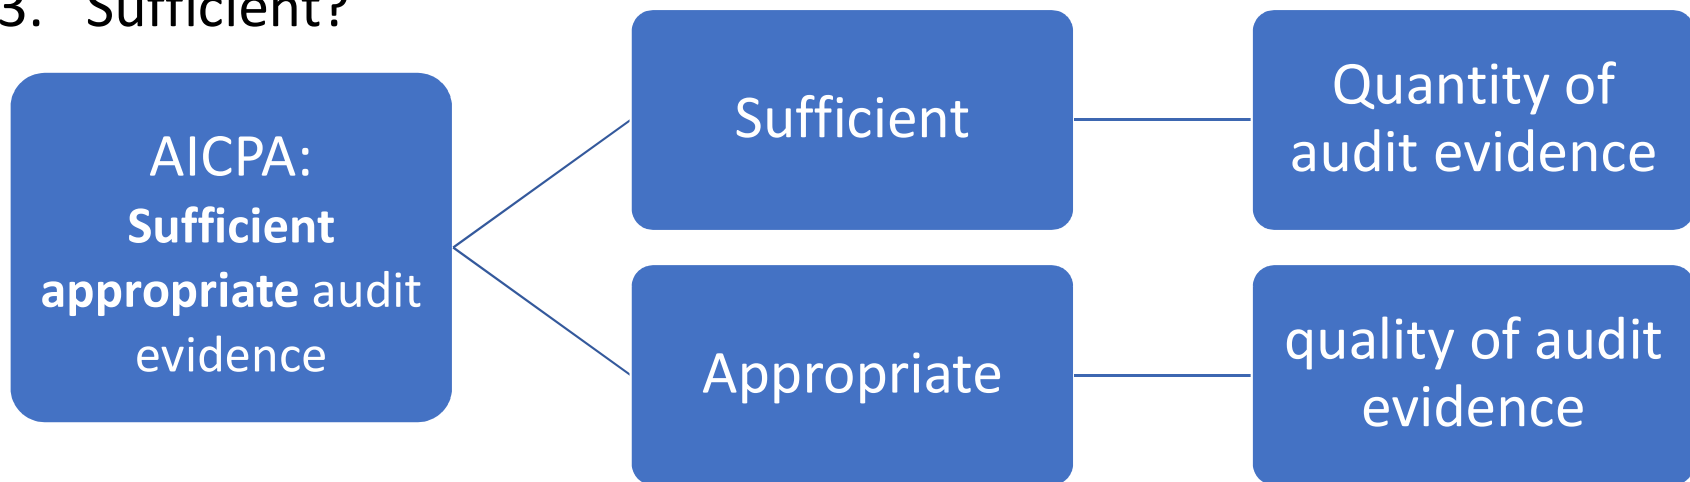 3. Sufficient?
AICPA:
Sufficient
appropriate audit
evidence
Sufficient
Quantity of
audit evidence
Appropriate
quality of audit
evidence